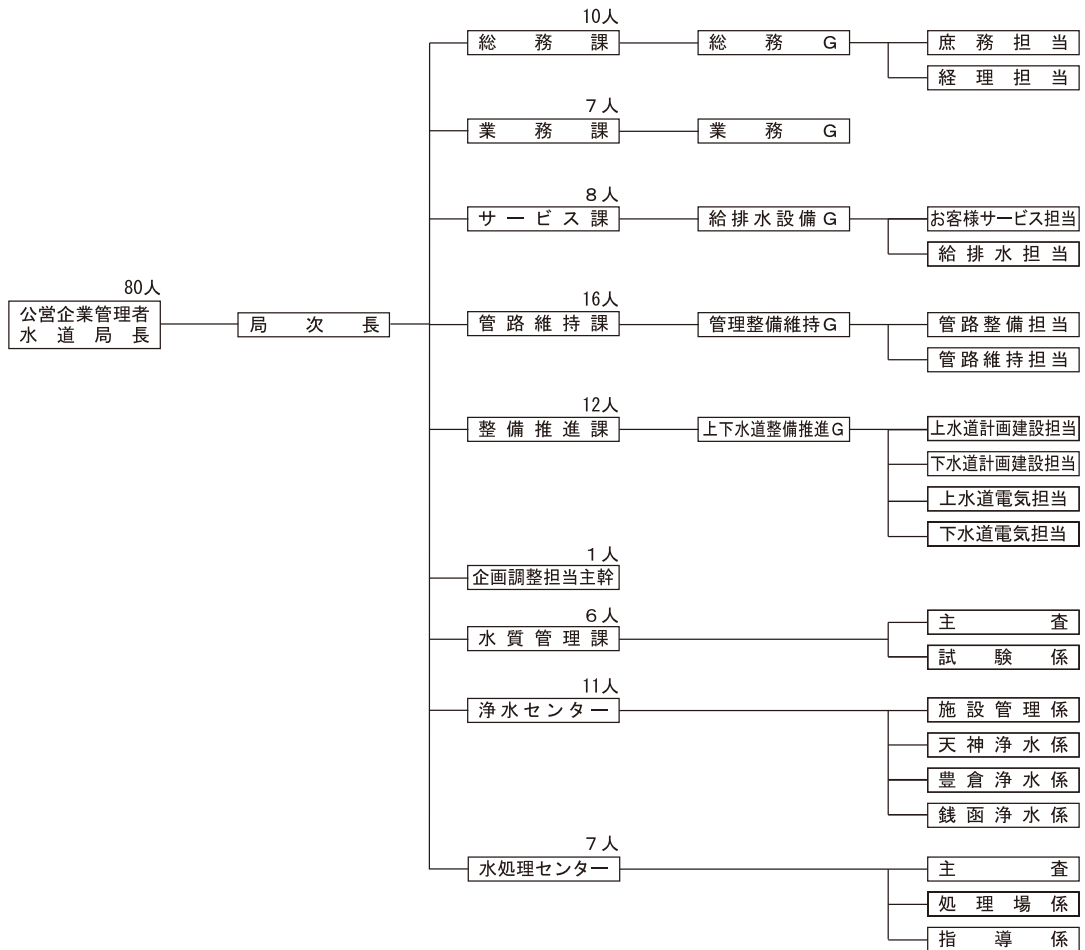 10人
総務課
総務G
庶務担当
経理担当
7人
業務課
業務G
8人
サービス課
給排水設備G
お客様サービス担当
給排水担当
80人
公営企業管理者
水道局長
局次長
16人
管路維持課
管理整備維持G
管路整備担当
管路維持担当
12人
整備推進課
上下水道整備推進G
上水道計画建設担当
下水道計画建設担当
上水道電気担当
下水道電気担当
1人
企画調整担当主幹
6人
水質管理課
主査
試験係
11人
浄水センター
施設管理係
天神浄水係
豊倉浄水係
銭函浄水係
7人
水処理センター
主査
処理場係
指導係